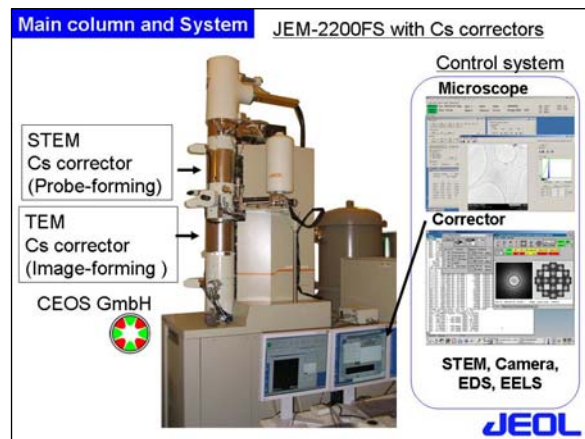 Main column and System
JEM-2200FS with Cs correctors
Control system
Microscope
STEM
Cs corrector
(Probe-forming)
TEM
Cs corrector
(Image-forming )
CEOS GmbH
Corrector
STEM, Camera,
EDS, EELS
JEOL